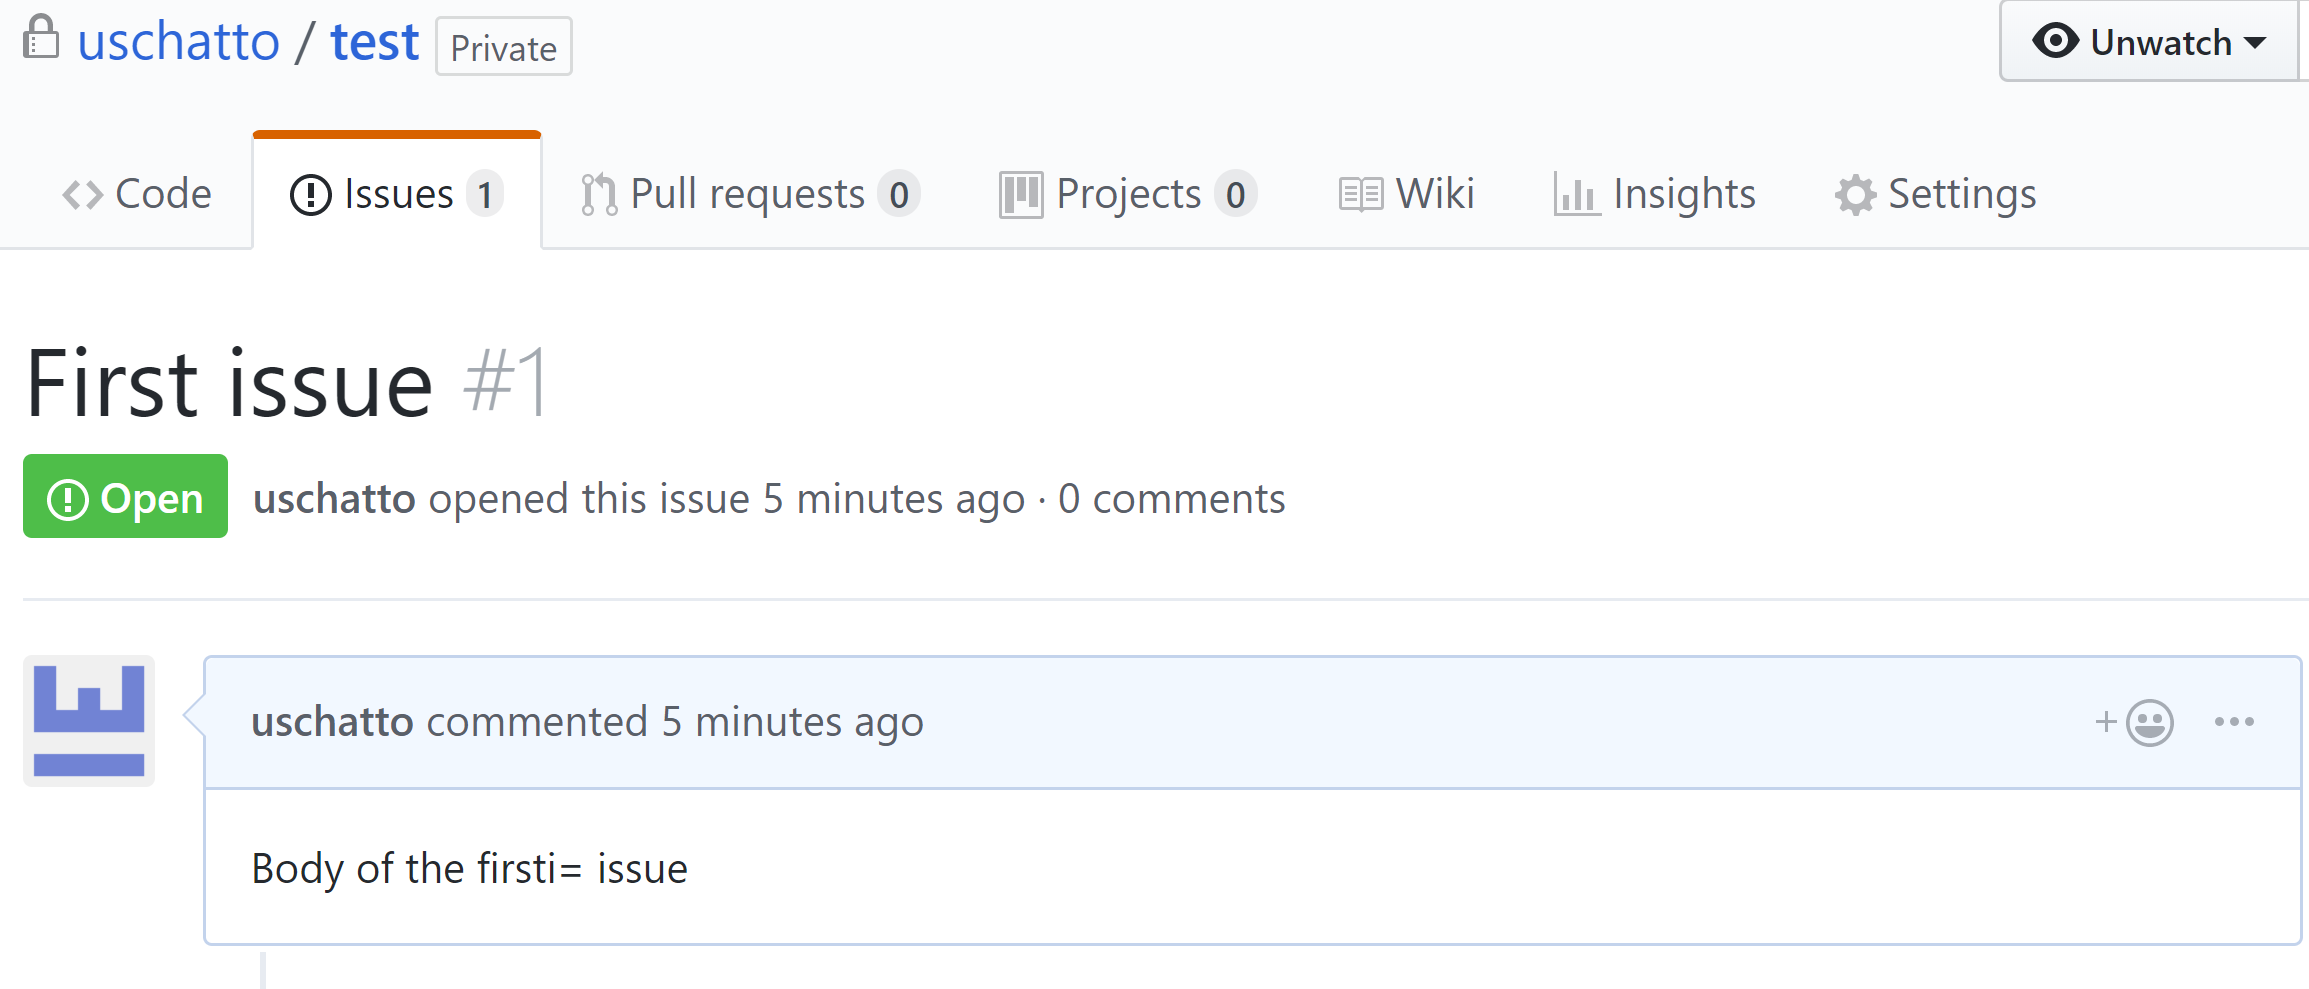 uschatto / test Private Unwatch
Code Issues 1 Pull requests 0 Projects 0 Wiki Insights Settings
First issue #1
Open uschatto opened this issue 5 minutes ago · 0 comments
uschatto commented 5 minutes ago
Body of the firsti= issue